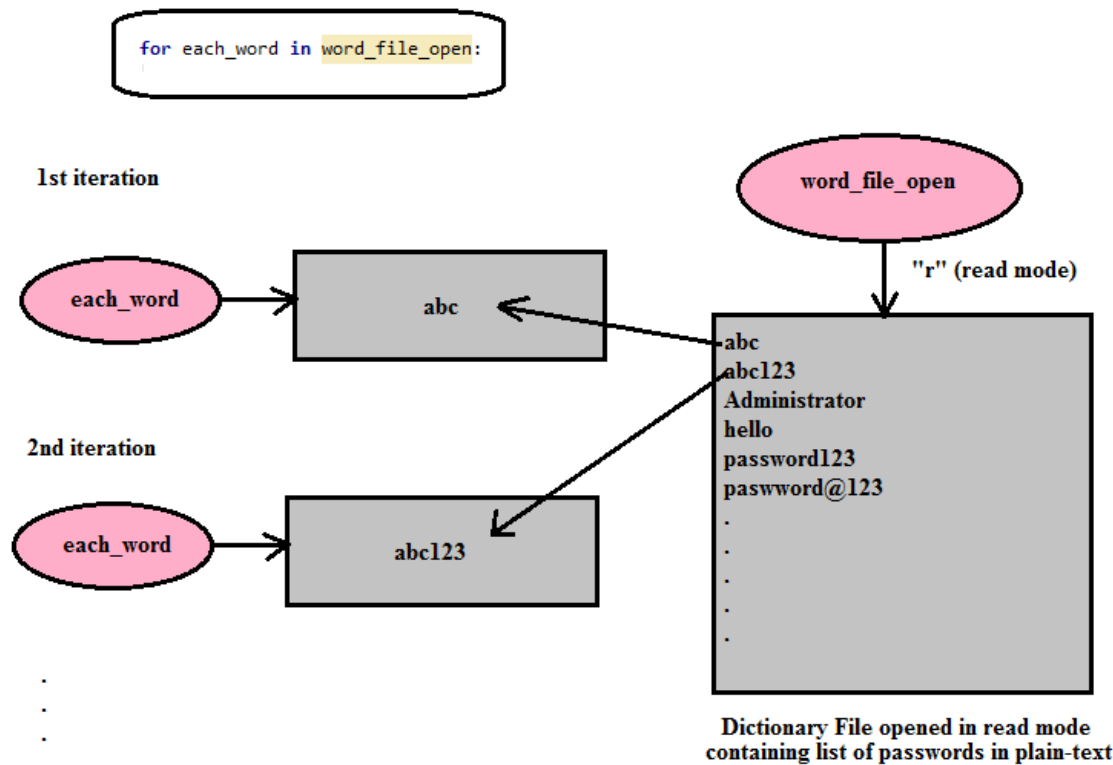 for each_word in word_file_open:
1st iteration
word_file_open
"r" (read mode)
each_word
abc
abc
abc123
Administrator
hello
password123
paswword@123
.
.
.
.
.
2nd iteration
each_word
abc123
.
.
.
Dictionary File opened in read mode
containing list of passwords in plain-text